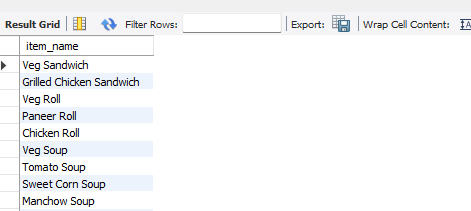 Result Grid Filter Rows: Export: Wrap Cell Content:
item_name
Veg Sandwich
Grilled Chicken Sandwich
Veg Roll
Paneer Roll
Chicken Roll
Veg Soup
Tomato Soup
Sweet Corn Soup
Manchow Soup